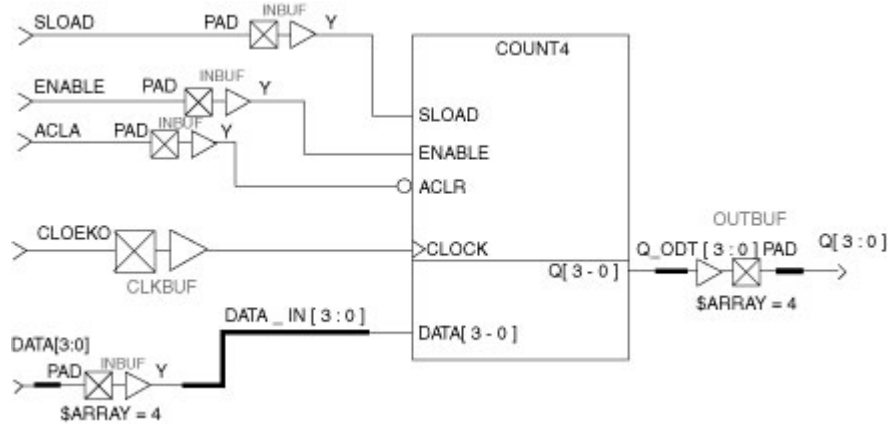 SLOAD PAD INBUF Y
COUNT4
ENABLE PAD INBUF Y
SLOAD
ACLA PAD INBUF Y
ENABLE
ACLR
OUTBUF
CLOEKO
CLOCK
Q_ODT [ 3 : 0 ] PAD Q[ 3 : 0 ]
Q[ 3 - 0 ]
CLKBUF
$ARRAY = 4
DATA _ IN [ 3 : 0 ]
DATA[ 3 - 0 ]
DATA[3:0]
PAD INBUF Y
$ARRAY = 4